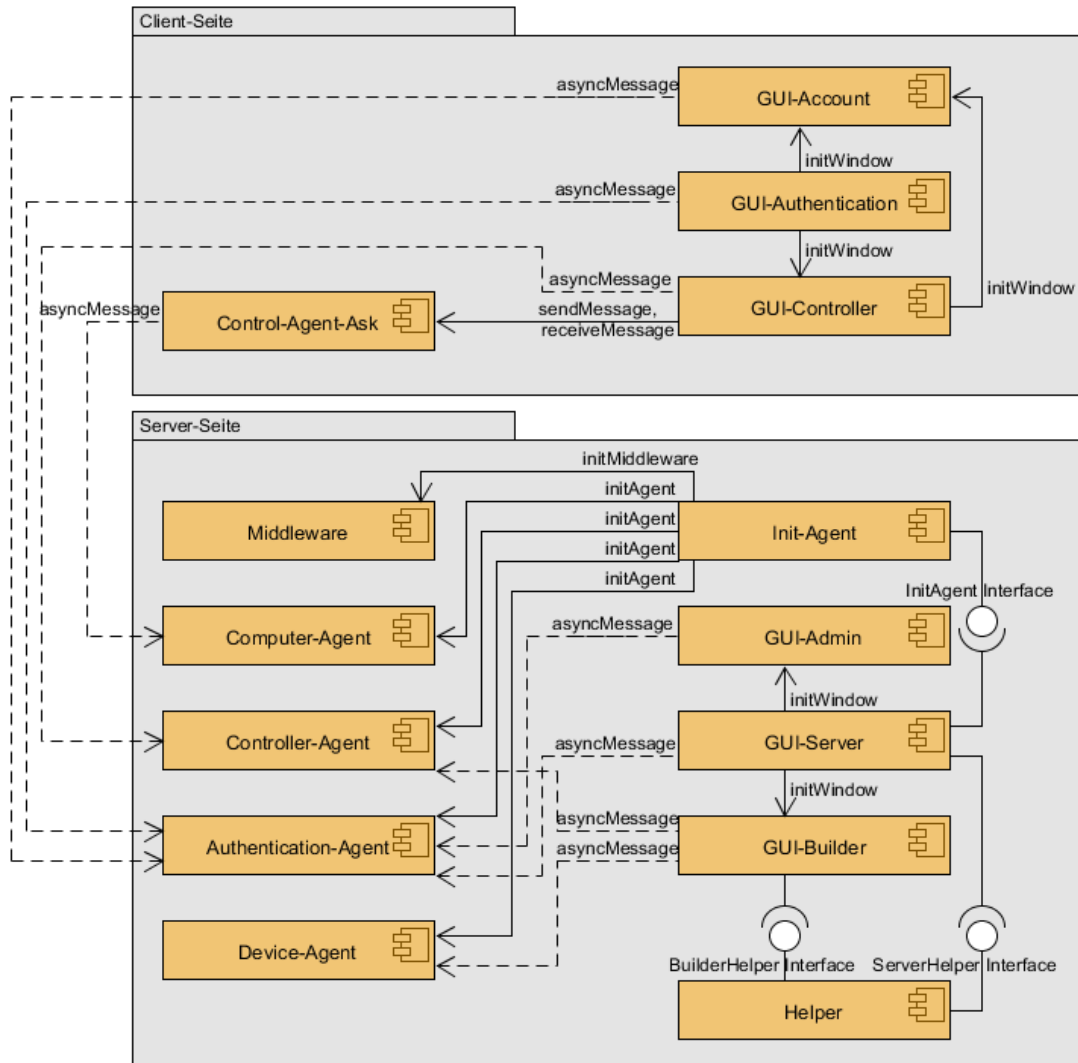 Client-Seite
asyncMessage
GUI-Account
initWindow
asyncMessage
GUI-Authentication
initWindow
asyncMessage
initWindow
asyncMessage
Control-Agent-Ask
sendMessage,
receiveMessage
GUI-Controller
Server-Seite
initMiddleware
initAgent
initAgent
initAgent
initAgent
Middleware
Init-Agent
InitAgent Interface
Computer-Agent
asyncMessage
GUI-Admin
initWindow
Controller-Agent
asyncMessage
GUI-Server
initWindow
asyncMessage
Authentication-Agent
asyncMessage
GUI-Builder
Device-Agent
BuilderHelper Interface
ServerHelper Interface
Helper